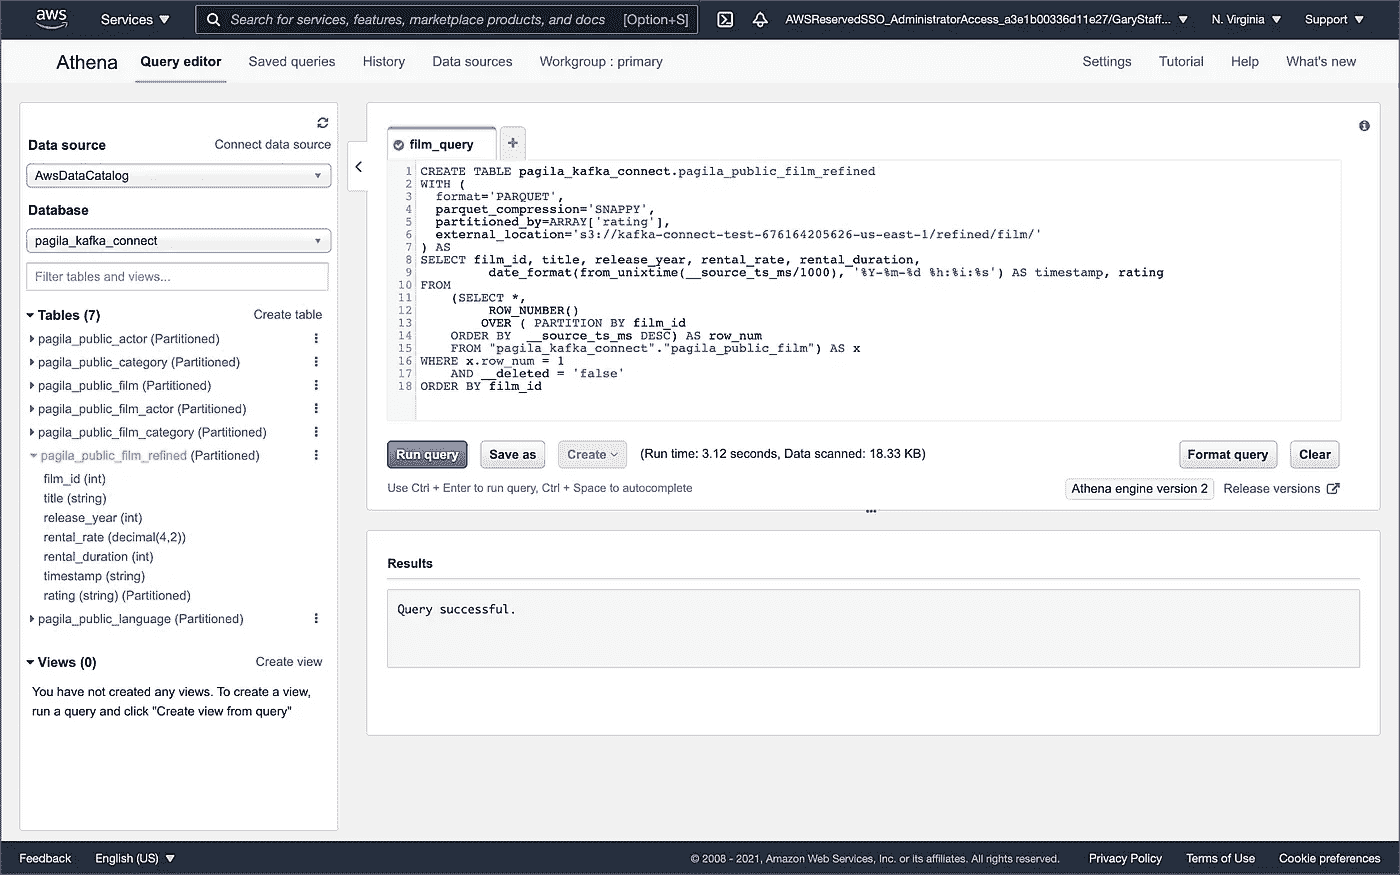 aws Services Search for services, features, marketplace products, and docs [Option+S] AWSReservedSSO_AdministratorAccess_a3e1b00336d11e27/GaryStaff... N. Virginia Support
Athena Query editor Saved queries History Data sources Workgroup : primary Settings Tutorial Help What's new
Data source Connect data source
AwsDataCatalog
Database
pagila_kafka_connect
Filter tables and views...
Tables (7) Create table
pagila_public_actor (Partitioned)
pagila_public_category (Partitioned)
pagila_public_film (Partitioned)
pagila_public_film_actor (Partitioned)
pagila_public_film_category (Partitioned)
pagila_public_film_refined (Partitioned)
film_id (int)
title (string)
release_year (int)
rental_rate (decimal(4,2))
rental_duration (int)
timestamp (string)
rating (string) (Partitioned)
pagila_public_language (Partitioned)
Views (0) Create view
You have not created any views. To create a view,
run a query and click "Create view from query"
film_query +
1 CREATE TABLE pagila_kafka_connect.pagila_public_film_refined
2 WITH (
3 format='PARQUET',
4 parquet_compression='SNAPPY',
5 partitioned_by=ARRAY['rating'],
6 external_location='s3://kafka-connect-test-676164205626-us-east-1/refined/film/'
7 ) AS
8 SELECT film_id, title, release_year, rental_rate, rental_duration,
9 date_format(from_unixtime(__source_ts_ms/1000), '%Y-%m-%d %h:%i:%s') AS timestamp, rating
10 FROM
11 (SELECT *,
12 ROW_NUMBER()
13 OVER ( PARTITION BY film_id
14 ORDER BY __source_ts_ms DESC) AS row_num
15 FROM "pagila_kafka_connect"."pagila_public_film") AS x
16 WHERE x.row_num = 1
17 AND __deleted = 'false'
18 ORDER BY film_id
Run query Save as Create (Run time: 3.12 seconds, Data scanned: 18.33 KB) Format query Clear
Use Ctrl + Enter to run query, Ctrl + Space to autocomplete Athena engine version 2 Release versions
Results
Query successful.
Feedback English (US) © 2008 - 2021, Amazon Web Services, Inc. or its affiliates. All rights reserved. Privacy Policy Terms of Use Cookie preferences